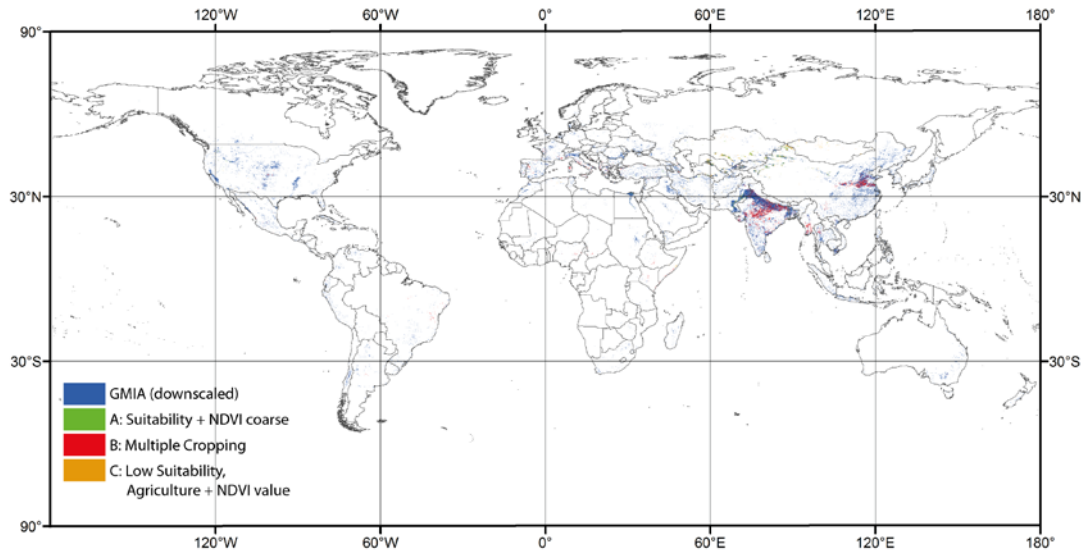 120°W 60°W 0° 60°E 120°E 180°
90°
30°N 30°N
30°S 30°S
GMIA (downscaled)
A: Suitability + NDVI coarse
B: Multiple Cropping
C: Low Suitability,
Agriculture + NDVI value
90° 90°
120°W 60°W 0° 60°E 120°E 180°